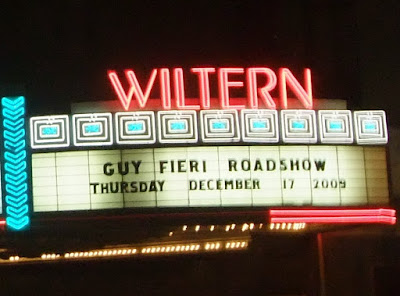 WILTERN
GUY FIERI ROADSHOW
THURSDAY DECEMBER 17 2009